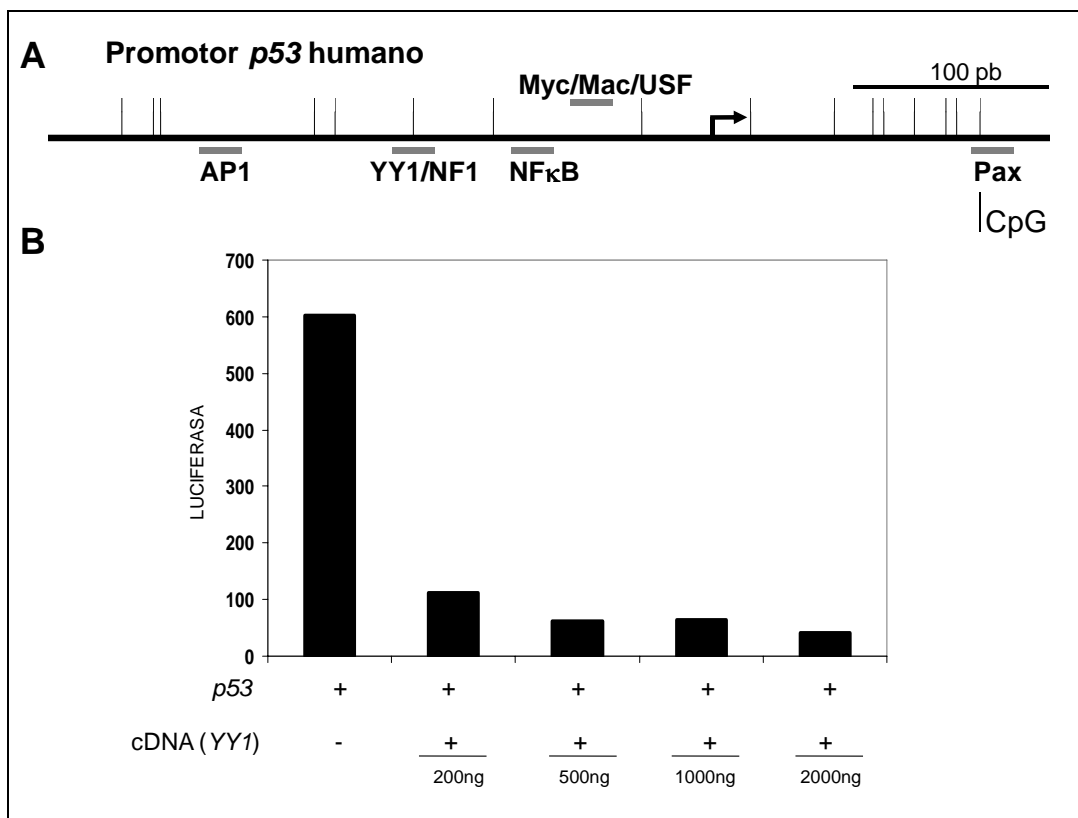 A
Promotor p53 humano
100 pb
Myc/Mac/USF
AP1
YY1/NF1
NFκB
Pax
CpG
B
700
600
500
400
300
200
100
0
LUCIFERASA
p53 + + + + +
cDNA (YY1) - + + + +
200ng 500ng 1000ng 2000ng